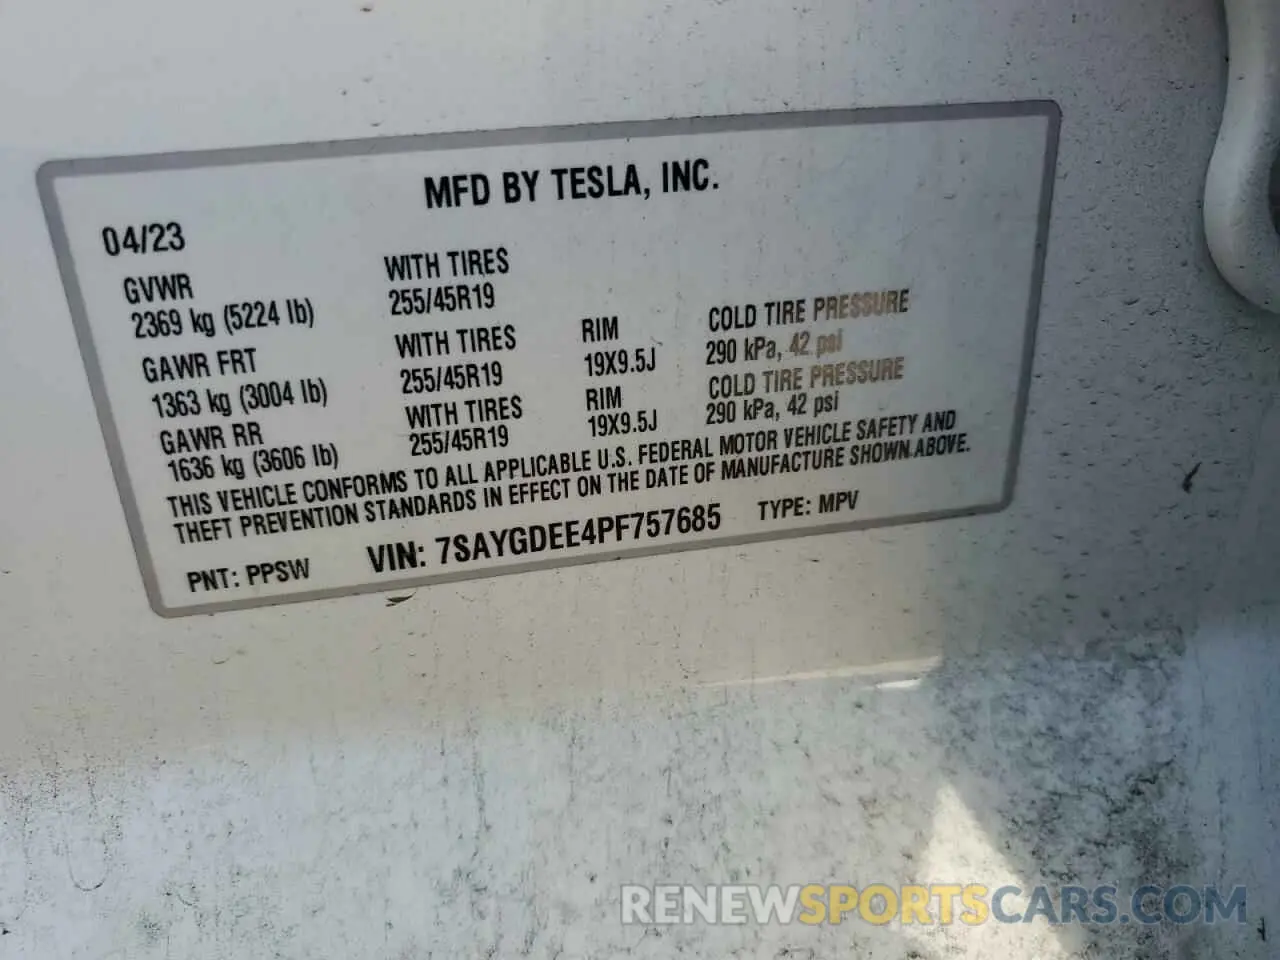 MFD BY TESLA, INC.
04/23
GVWR WITH TIRES
2369 kg (5224 lb) 255/45R19
GAWR FRT WITH TIRES RIM COLD TIRE PRESSURE
1363 kg (3004 lb) 255/45R19 19X9.5J 290 kPa, 42 psi
GAWR RR WITH TIRES RIM COLD TIRE PRESSURE
1636 kg (3606 lb) 255/45R19 19X9.5J 290 kPa, 42 psi
THIS VEHICLE CONFORMS TO ALL APPLICABLE U.S. FEDERAL MOTOR VEHICLE SAFETY AND
THEFT PREVENTION STANDARDS IN EFFECT ON THE DATE OF MANUFACTURE SHOWN ABOVE.
PNT: PPSW VIN: 7SAYGDEE4PF757685 TYPE: MPV
RENEWSPORTSCARS.COM